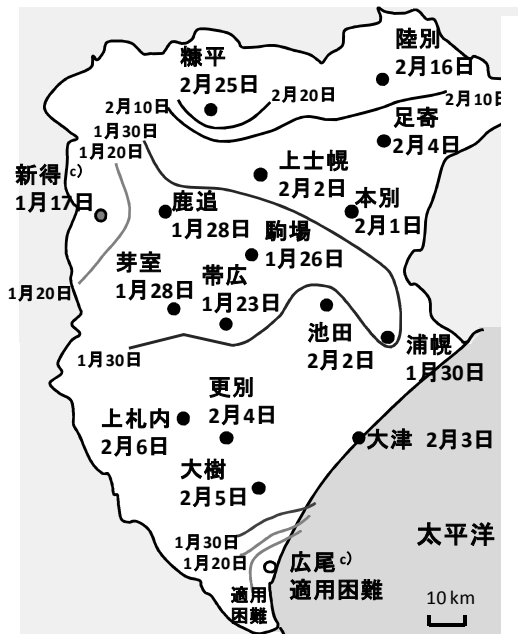 陸別
2月16日
糠平
2月25日
2月20日
2月10日
2月10日
1月30日
1月20日
足寄
2月4日
上士幌
2月2日
新得c)
1月17日
鹿追
1月28日
本別
2月1日
駒場
1月26日
芽室
1月28日
帯広
1月23日
1月20日
池田
2月2日
浦幌
1月30日
1月30日
更別
2月4日
上札内
2月6日
大津 2月3日
大樹
2月5日
1月30日
1月20日
太平洋
広尾c)
適用困難
適用
困難
10 km